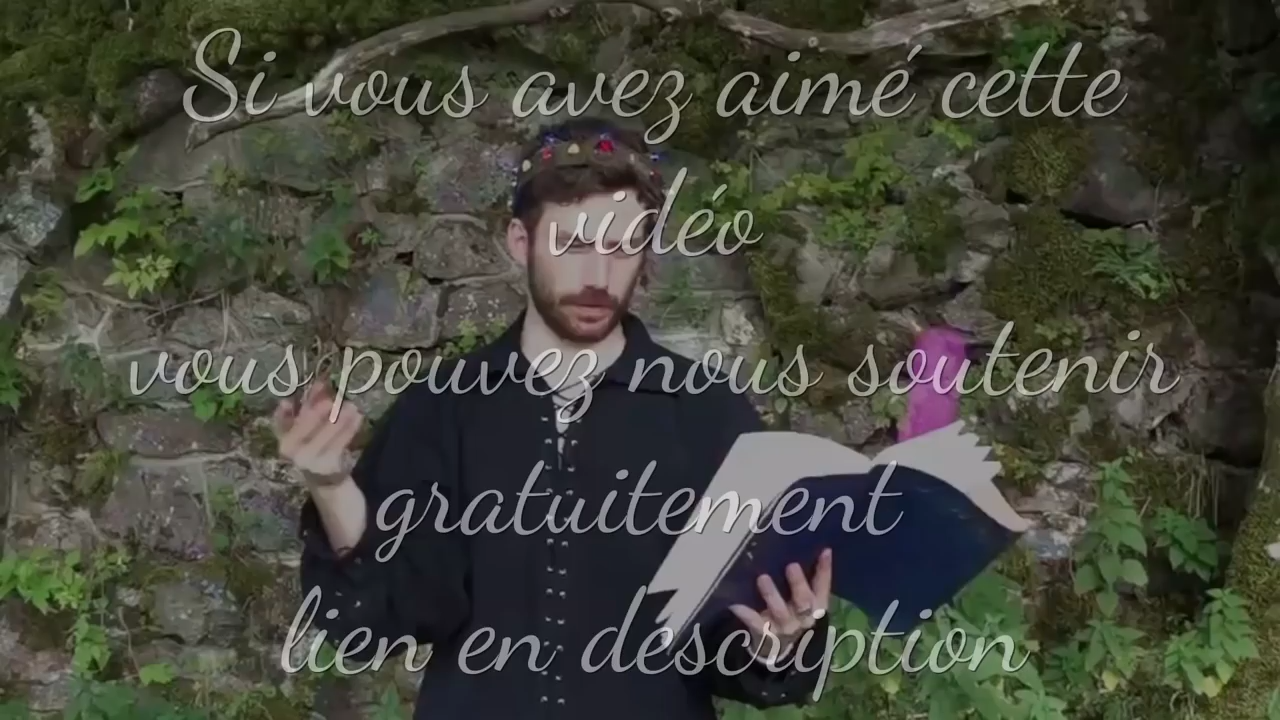 Si vous avez aimé cette
vidéo
vous pouvez nous soutenir
gratuitement
lien en description